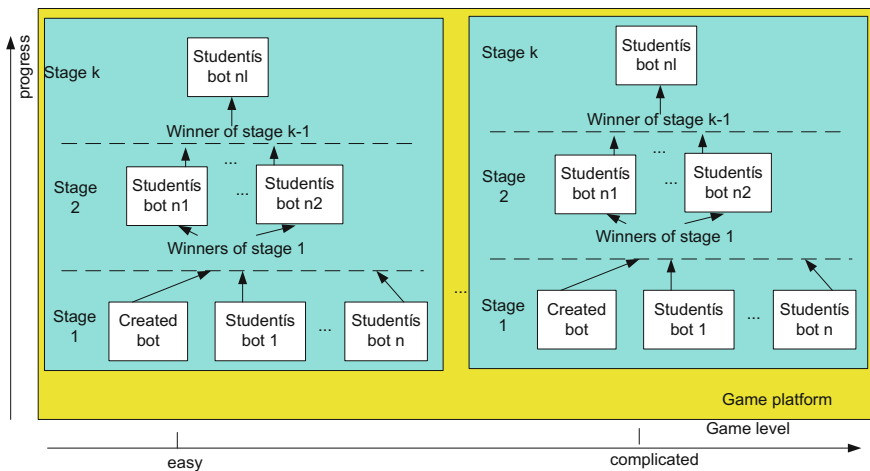 progress
Stage k
Studentís
bot nl
Winner of stage k-1
...
Stage
2
Studentís
bot n1
...
Studentís
bot n2
Winners of stage 1
Stage
1
Created
bot
Studentís
bot 1
...
Studentís
bot n
...
Stage k
Studentís
bot nl
Winner of stage k-1
...
Stage
2
Studentís
bot n1
...
Studentís
bot n2
Winners of stage 1
Stage
1
Created
bot
Studentís
bot 1
...
Studentís
bot n
Game platform
Game level
easy
complicated